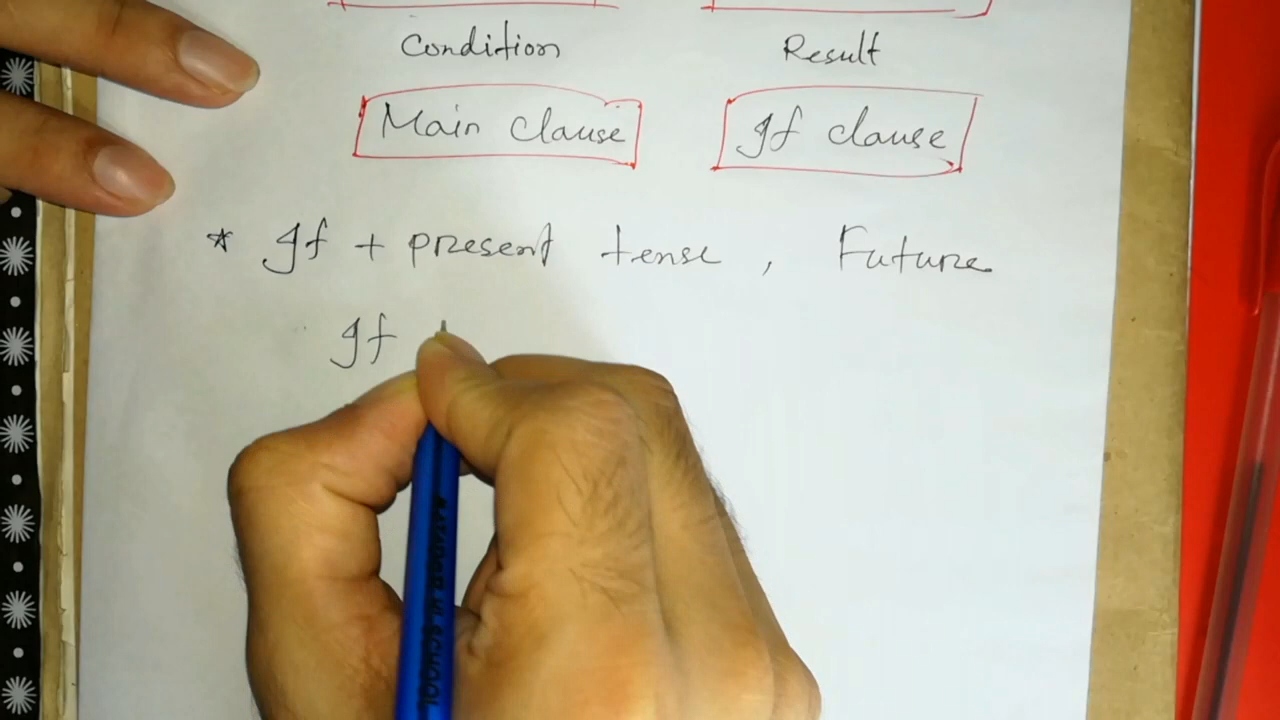 Condition Result
Main Clause If clause
* If + present tense, Future
If